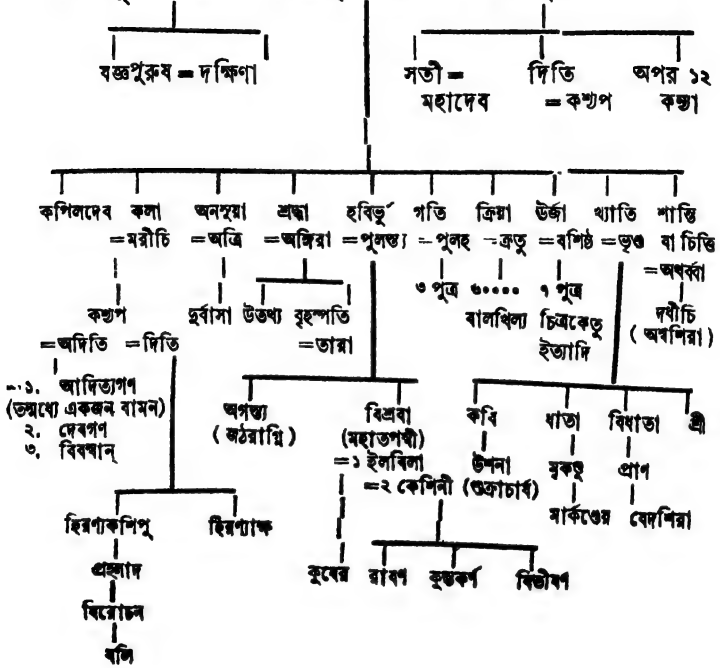 যজ্ঞপুরুষ = দক্ষিণা
সতী = দিতি অপর ১২
মহাদেব = কশ্যপ কন্যা
কপিলদেব কলা অনসূয়া শ্রদ্ধা হবির্ভু গতি ক্রিয়া ঊর্জা খ্যাতি শান্তি
=মরীচি =অত্রি =অঙ্গিরা =পুলস্ত্য =পুলহ =ক্রতু =বশিষ্ঠ =ভৃগু বা চিত্তি
=অথর্ব্বা
কশ্যপ দুর্বাসা উতথ্য বৃহস্পতি ৩ পুত্র ৬০০০০ ৭ পুত্র দধীচি
=অদিতি =দিতি =তারা বালখিল্য চিত্রকেতু (অশ্বশিরা)
ইত্যাদি
১. আদিত্যগণ
(তন্মধ্যে একজন বামন)
২. দেবগণ
৩. বিবস্বান্
অগস্ত্য বিশ্রবা কবি ধাতা বিধাতা শ্রী
(জঠরাগ্নি) (মহাতপস্বী)
=১ ইলবিলা উশনা মৃকণ্ডু প্রাণ
=২ কেশিনী (শুক্রাচার্য)
মার্কণ্ডেয় বেদশিরা
হিরণ্যকশিপু হিরণ্যাক্ষ
প্রহ্লাদ কুবের রাবণ কুম্ভকর্ণ বিভীষণ
বিরোচন
বলি